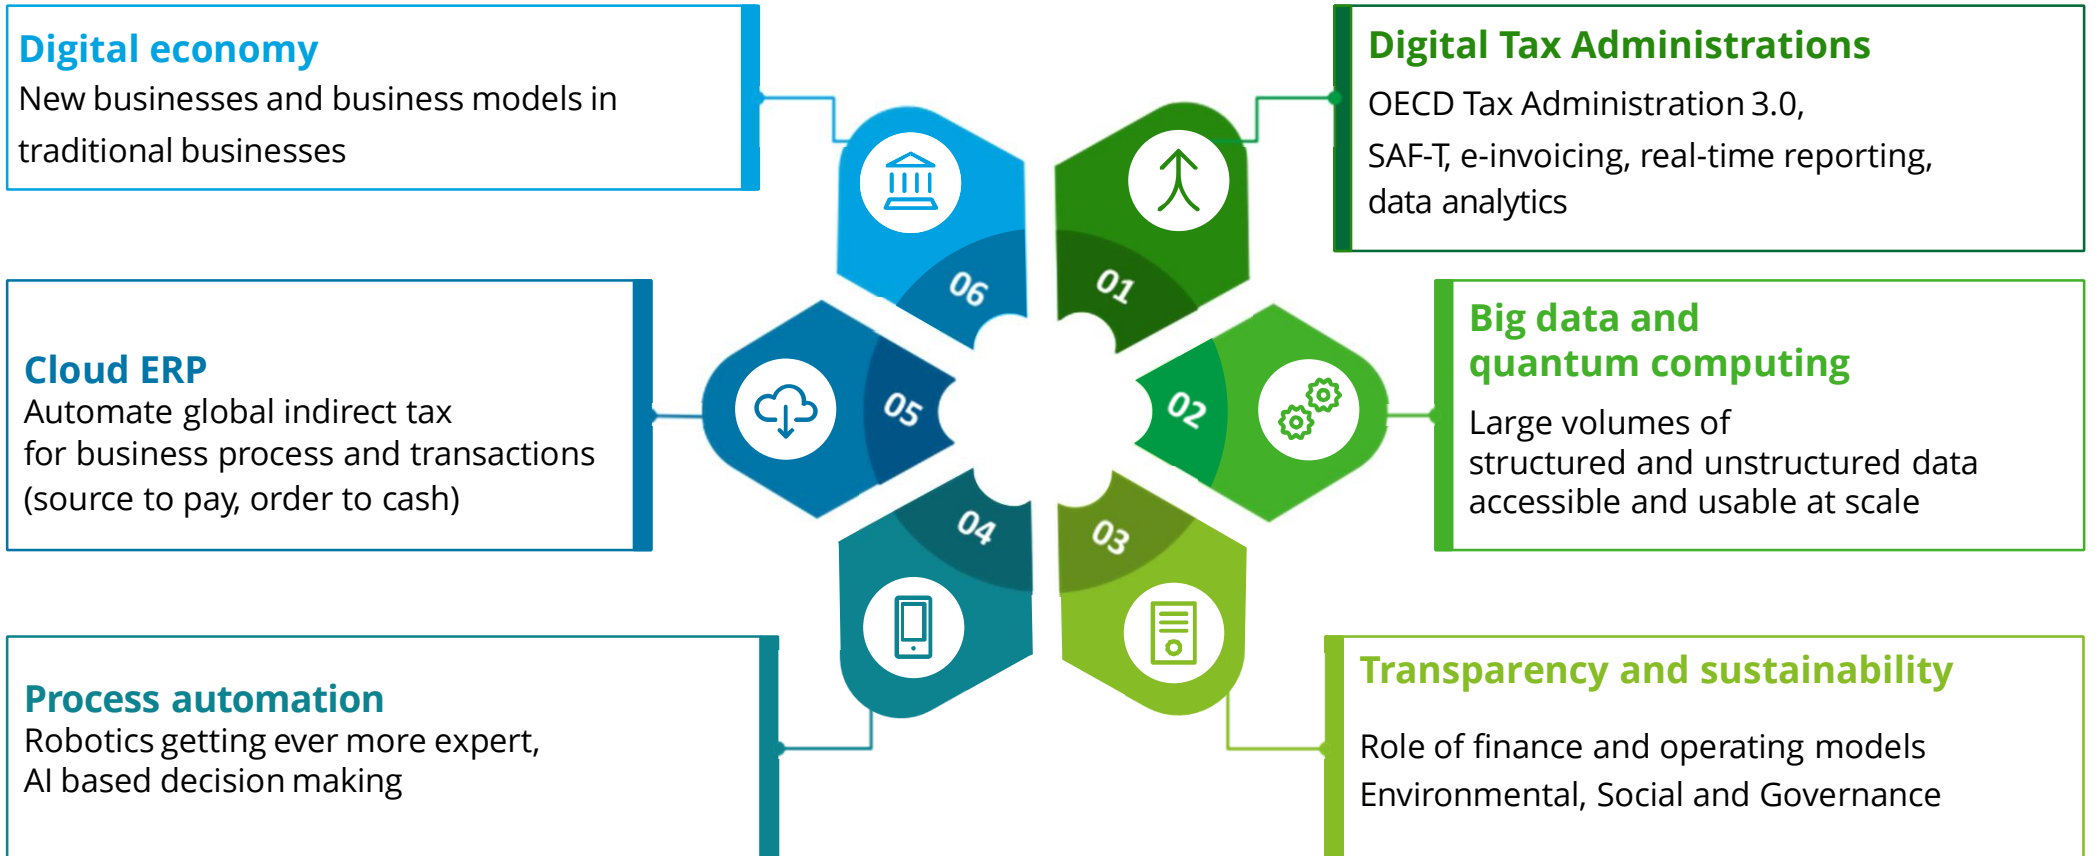 Digital economy
New businesses and business models in
traditional businesses
Digital Tax Administrations
OECD Tax Administration 3.0,
SAF-T, e-invoicing, real-time reporting,
data analytics
06
01
Cloud ERP
Automate global indirect tax
for business process and transactions
(source to pay, order to cash)
05
02
Big data and
quantum computing
Large volumes of
structured and unstructured data
accessible and usable at scale
04
03
Process automation
Robotics getting ever more expert,
AI based decision making
Transparency and sustainability
Role of finance and operating models
Environmental, Social and Governance